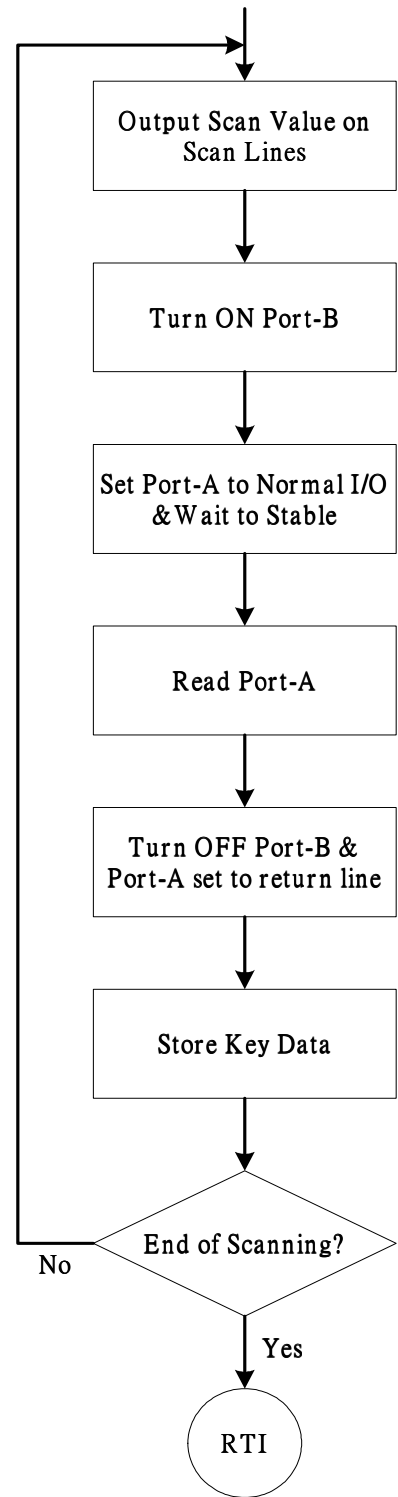 Output Scan Value on
Scan Lines
Turn ON Port-B
Set Port-A to Normal I/O
&Wait to Stable
Read Port-A
Turn OFF Port-B &
Port-A set to return line
Store Key Data
End of Scanning?
No
Yes
RTI